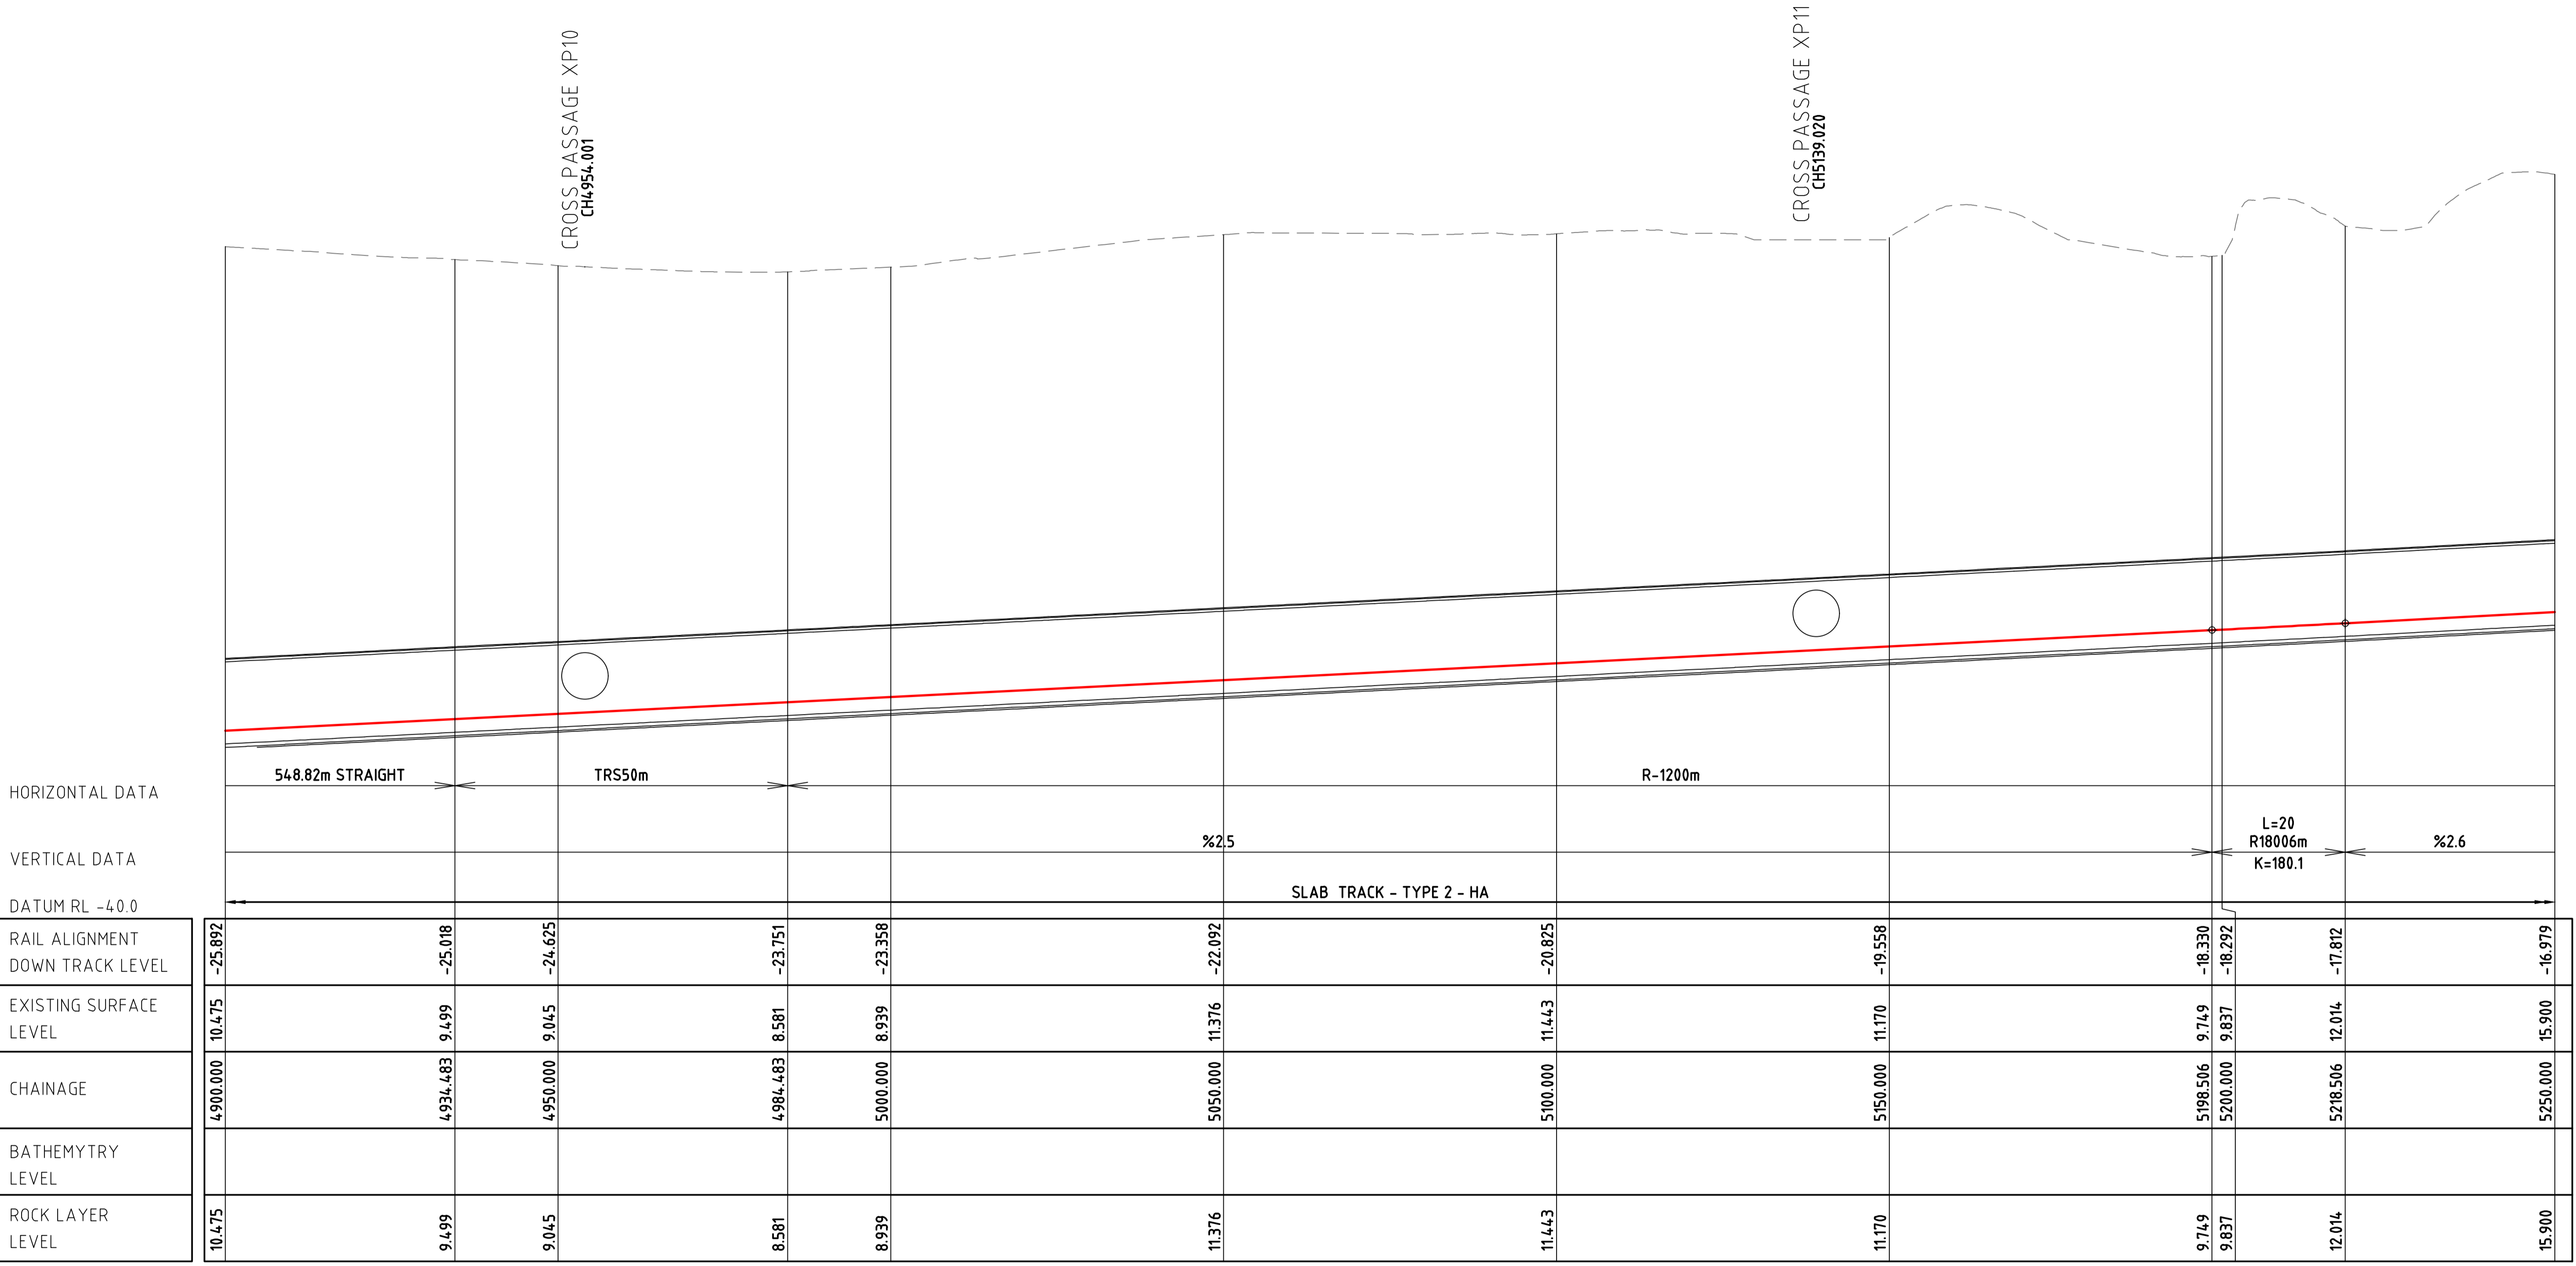 CROSS PASSAGE XP10
CH4954.001
CROSS PASSAGE XP11
CH5139.020
HORIZONTAL DATA
548.82m STRAIGHT
TRS50m
R-1200m
VERTICAL DATA
%2.5
L=20
R18006m
K=180.1
%2.6
DATUM RL -40.0
SLAB TRACK - TYPE 2 - HA
RAIL ALIGNMENT
DOWN TRACK LEVEL
-25.892
-25.018
-24.625
-23.751
-23.358
-22.092
-20.825
-19.558
-18.330
-18.292
-17.812
-16.979
EXISTING SURFACE
LEVEL
10.475
9.499
9.045
8.581
8.939
11.376
11.443
11.170
9.749
9.837
12.014
15.900
CHAINAGE
4900.000
4934.483
4950.000
4984.483
5000.000
5050.000
5100.000
5150.000
5198.506
5200.000
5218.506
5250.000
BATHEMYTRY
LEVEL
ROCK LAYER
LEVEL
10.475
9.499
9.045
8.581
8.939
11.376
11.443
11.170
9.749
9.837
12.014
15.900